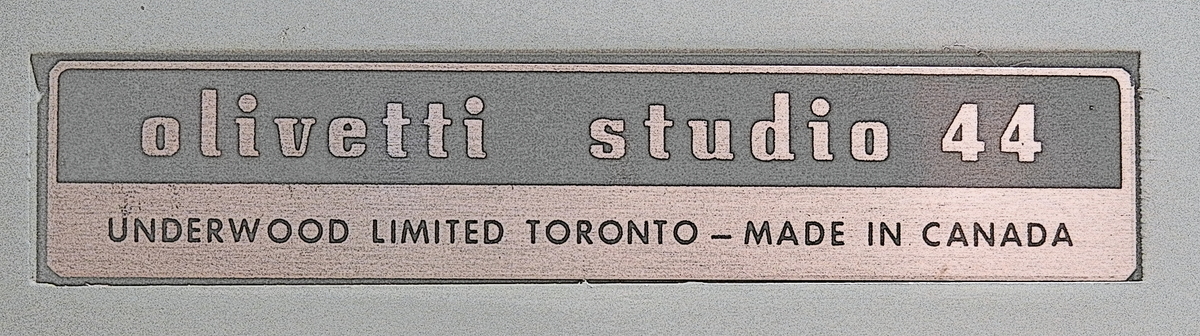 olivetti studio 44
UNDERWOOD LIMITED TORONTO – MADE IN CANADA